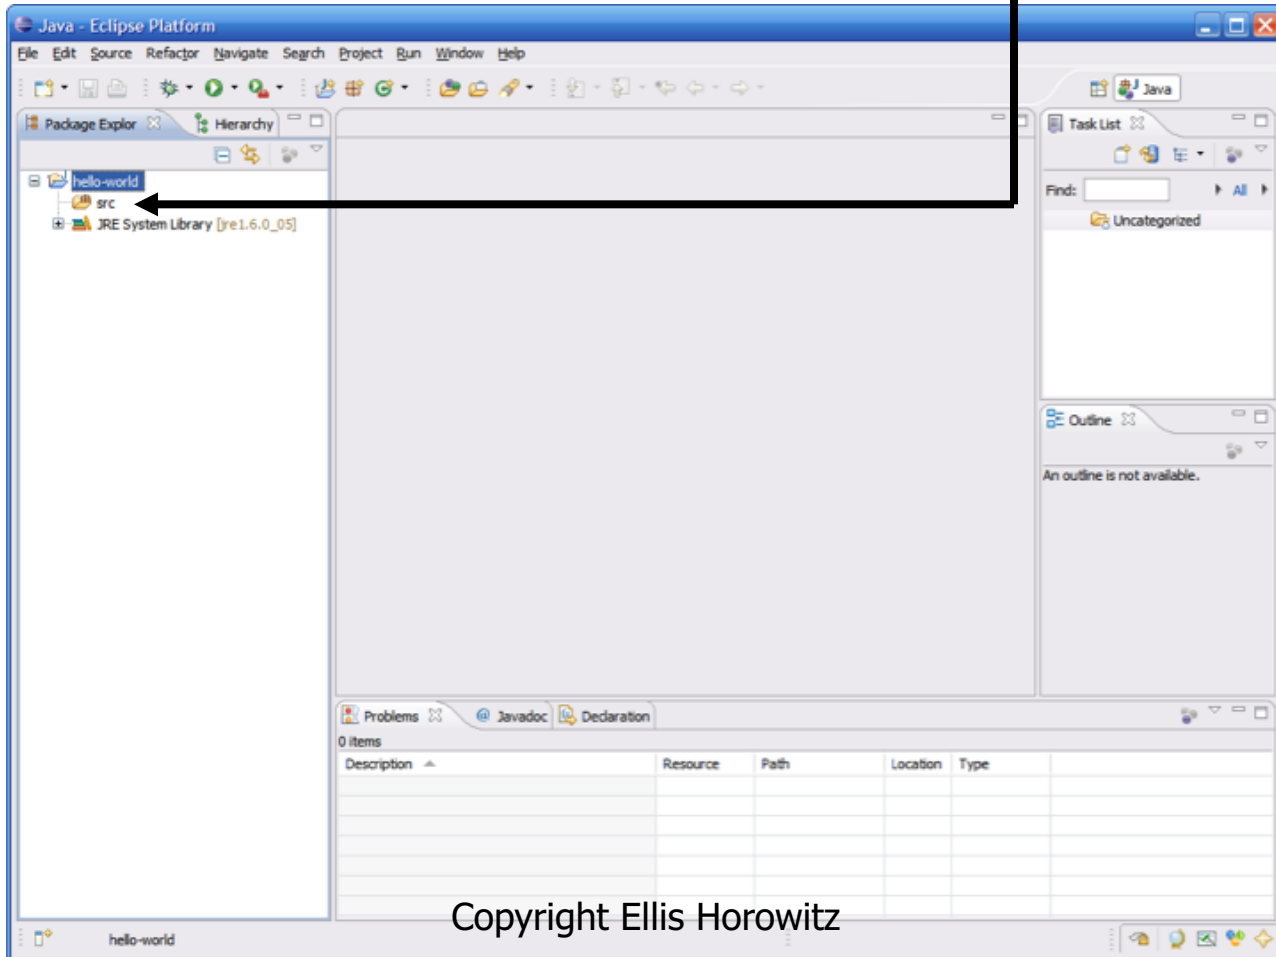 Java - Eclipse Platform
File Edit Source Refactor Navigate Search Project Run Window Help
Java
Package Explor Hierarchy
Task List
hello-world
src
JRE System Library [jre1.6.0_05]
Find: All
Uncategorized
Outline
An outline is not available.
Problems @ Javadoc Declaration
0 items
Description Resource Path Location Type
Copyright Ellis Horowitz
hello-world